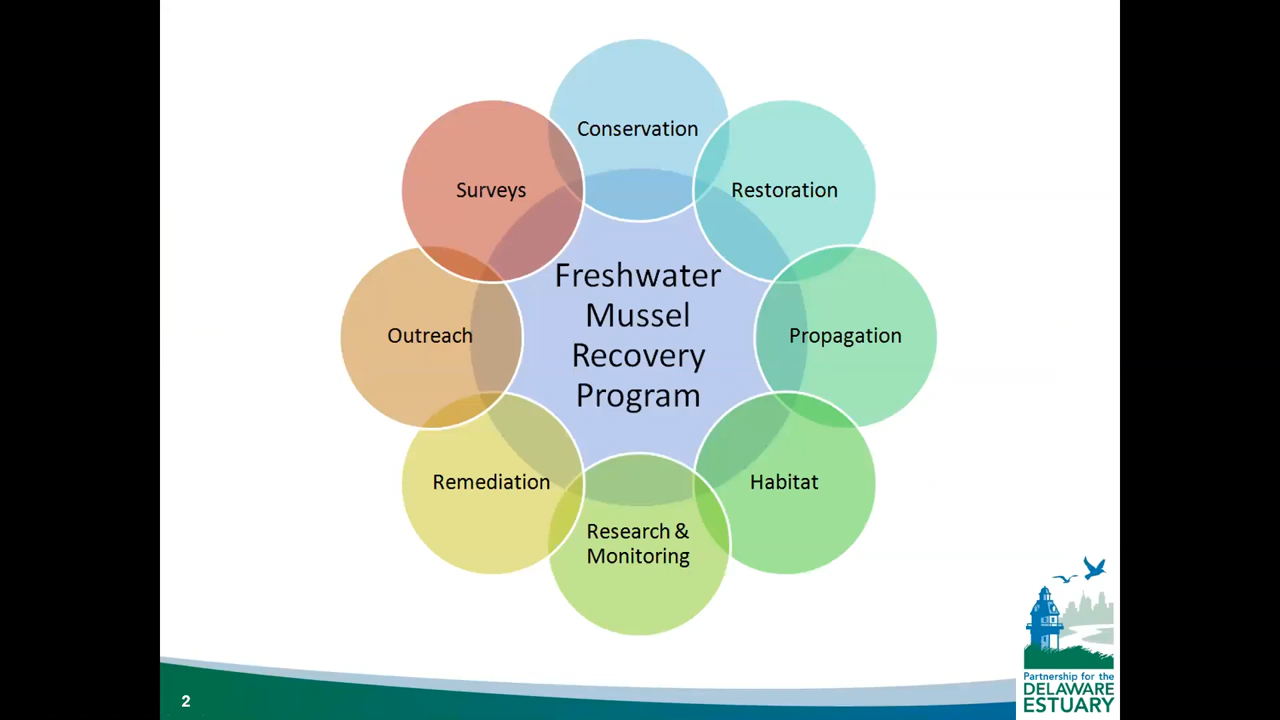 Conservation
Restoration
Propagation
Habitat
Research &
Monitoring
Remediation
Outreach
Surveys
Freshwater
Mussel
Recovery
Program
2
Partnership for the
DELAWARE
ESTUARY